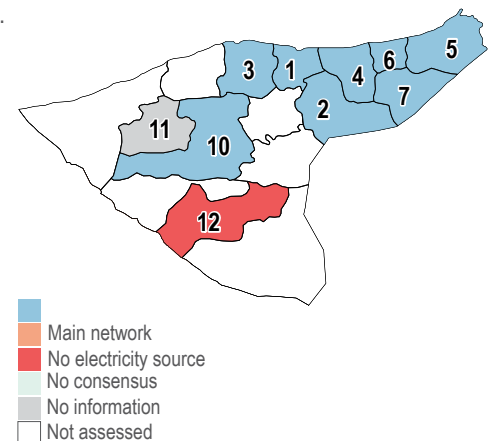 .
3 1 4 6 5
2 7
11 10
12
Main network
No electricity source
No consensus
No information
Not assessed